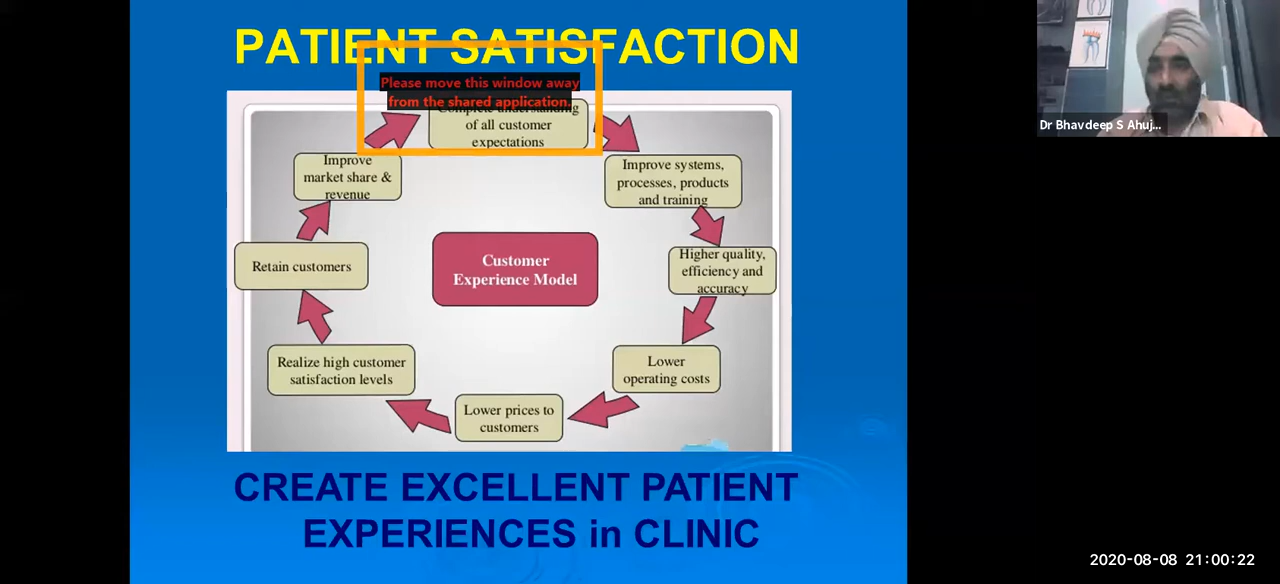 PATIENT SATISFACTION
Please move this window away
from the shared application.
Complete understanding
of all customer
expectations
Improve systems,
processes, products
and training
Higher quality,
efficiency and
accuracy
Lower
operating costs
Lower prices to
customers
Realize high customer
satisfaction levels
Retain customers
Improve
market share &
revenue
Customer
Experience Model
CREATE EXCELLENT PATIENT
EXPERIENCES in CLINIC
Dr Bhavdeep S Ahuj...
2020-08-08 21:00:22